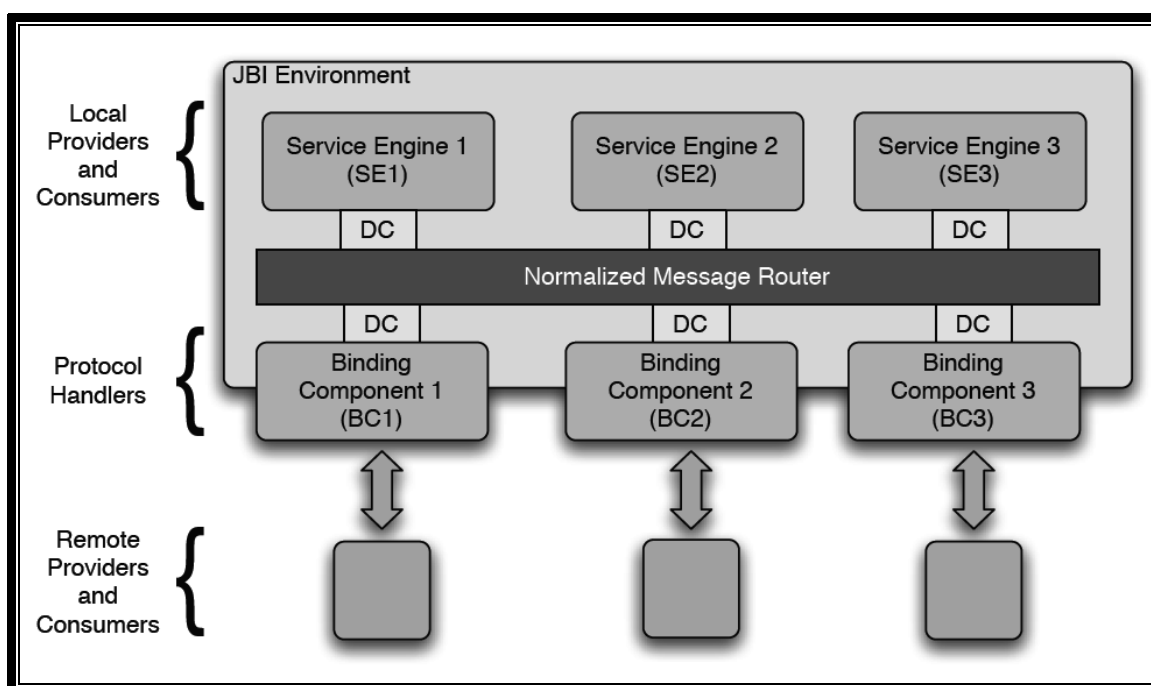 JBI Environment
Local
Providers
and
Consumers
Service Engine 1
(SE1)
Service Engine 2
(SE2)
Service Engine 3
(SE3)
DC
DC
DC
Normalized Message Router
DC
DC
DC
Protocol
Handlers
Binding
Component 1
(BC1)
Binding
Component 2
(BC2)
Binding
Component 3
(BC3)
Remote
Providers
and
Consumers